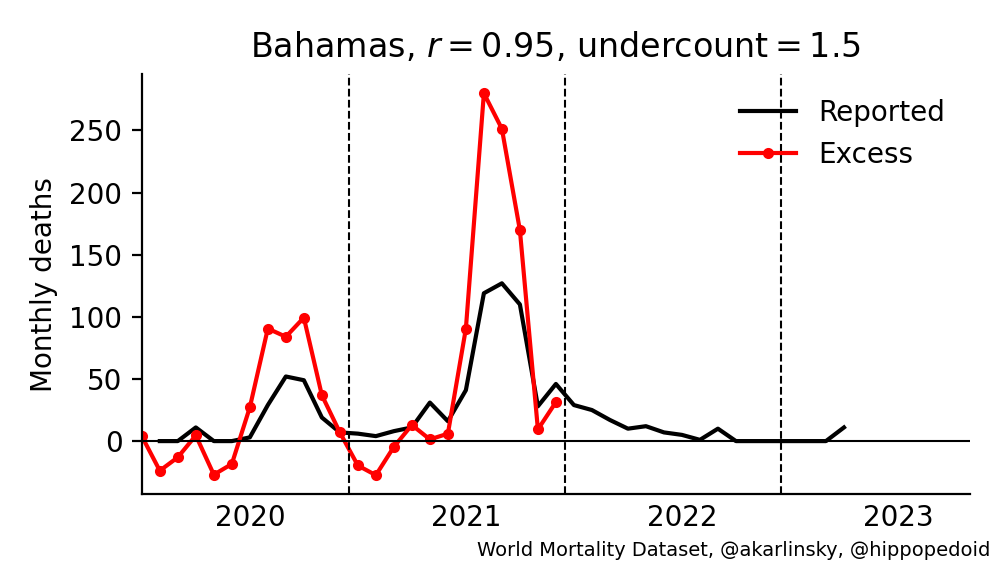 Bahamas, r = 0.95, undercount = 1.5
Reported
Excess
Monthly deaths
250
200
150
100
50
0
2020 2021 2022 2023
World Mortality Dataset, @akarlinsky, @hippopedoid